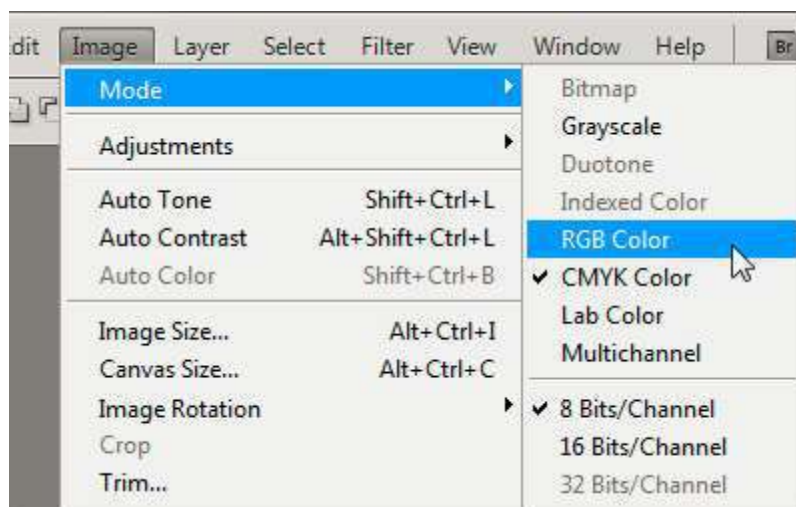 dit Image Layer Select Filter View Window Help Br
Mode
Adjustments
Auto Tone Shift+Ctrl+L
Auto Contrast Alt+Shift+Ctrl+L
Auto Color Shift+Ctrl+B
Image Size... Alt+Ctrl+I
Canvas Size... Alt+Ctrl+C
Image Rotation
Crop
Trim...
Bitmap
Grayscale
Duotone
Indexed Color
RGB Color
✔ CMYK Color
Lab Color
Multichannel
✔ 8 Bits/Channel
16 Bits/Channel
32 Bits/Channel